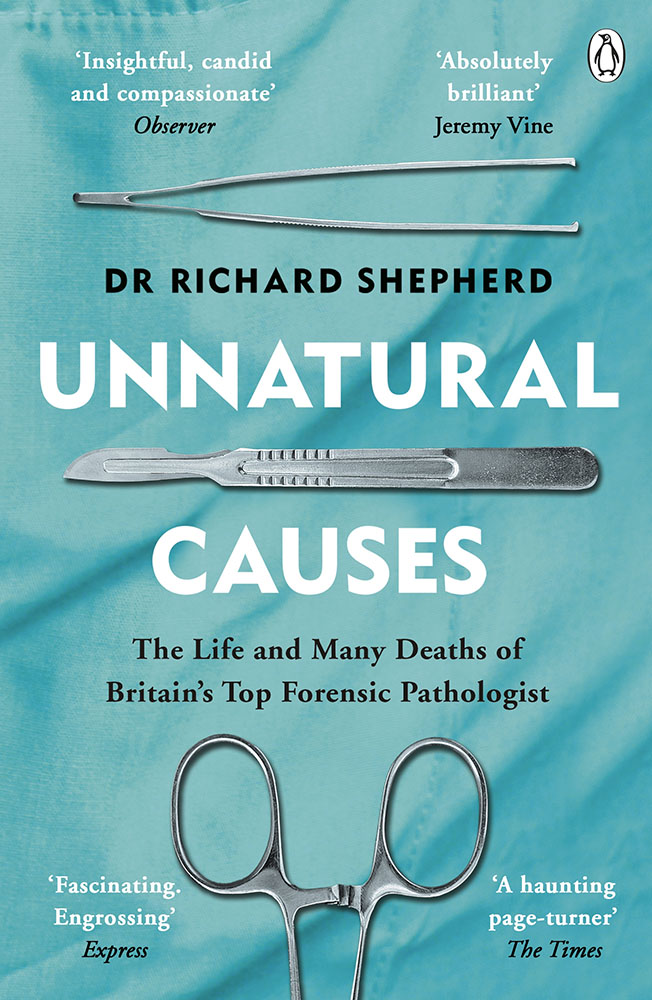 ‘Insightful, candid
and compassionate’
Observer
‘Absolutely
brilliant’
Jeremy Vine
DR RICHARD SHEPHERD
UNNATURAL
CAUSES
The Life and Many Deaths of
Britain’s Top Forensic Pathologist
‘Fascinating.
Engrossing’
Express
‘A haunting
page-turner’
The Times